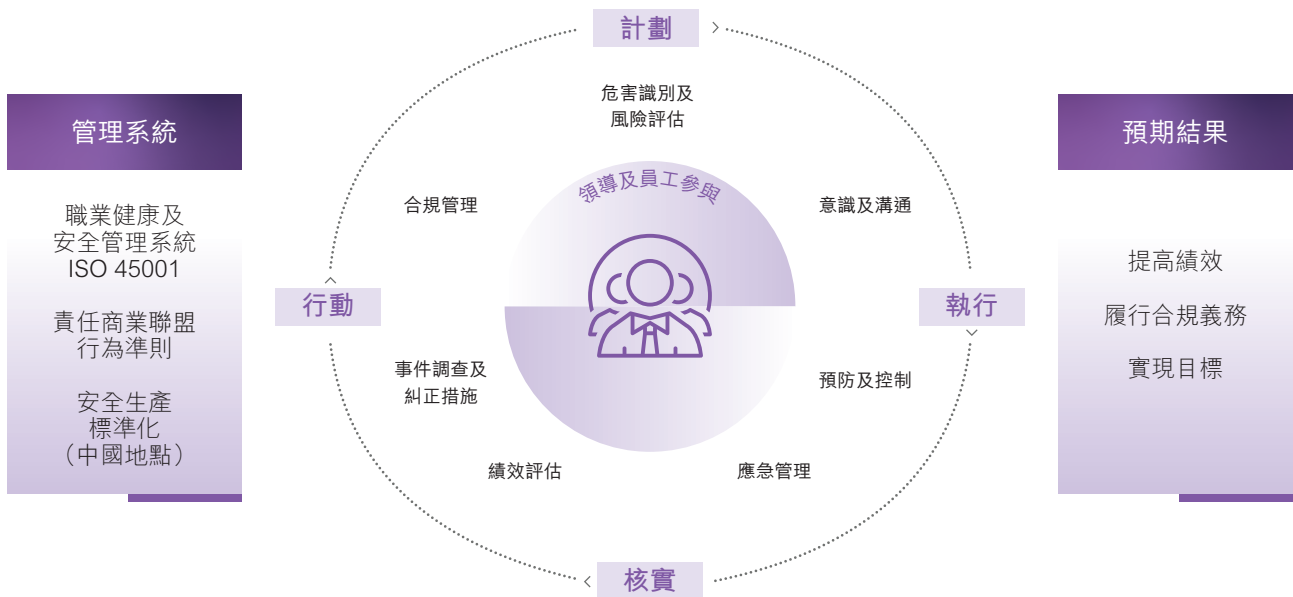 管理系統
職業健康及
安全管理系統
ISO 45001
責任商業聯盟
行為準則
安全生產
標準化
（中國地點）
計劃
危害識別及
風險評估
合規管理
領導及員工參與
意識及溝通
行動
執行
事件調查及
糾正措施
預防及控制
績效評估
應急管理
核實
預期結果
提高績效
履行合規義務
實現目標